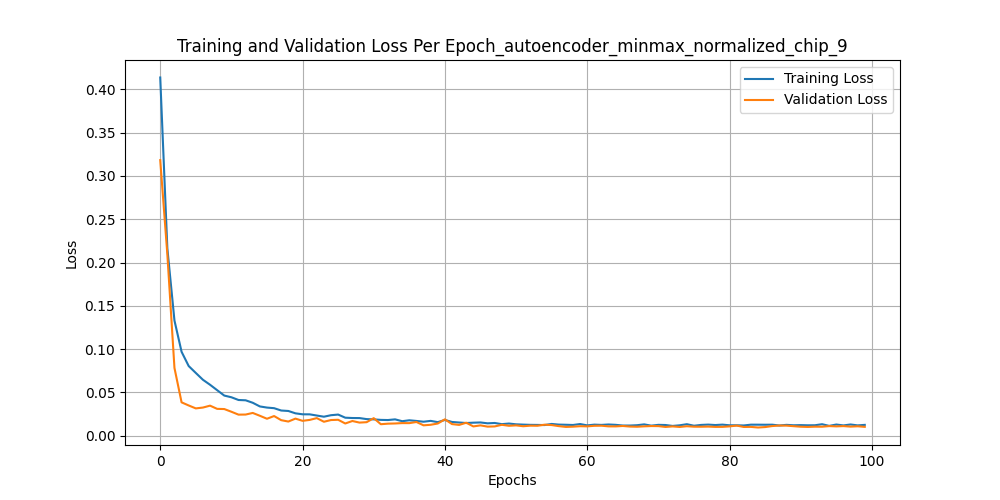 Training and Validation Loss Per Epoch_autoencoder_minmax_normalized_chip_9
Training Loss
Validation Loss
0.40
0.35
0.30
0.25
0.20
0.15
0.10
0.05
0.00
Loss
0 20 40 60 80 100
Epochs